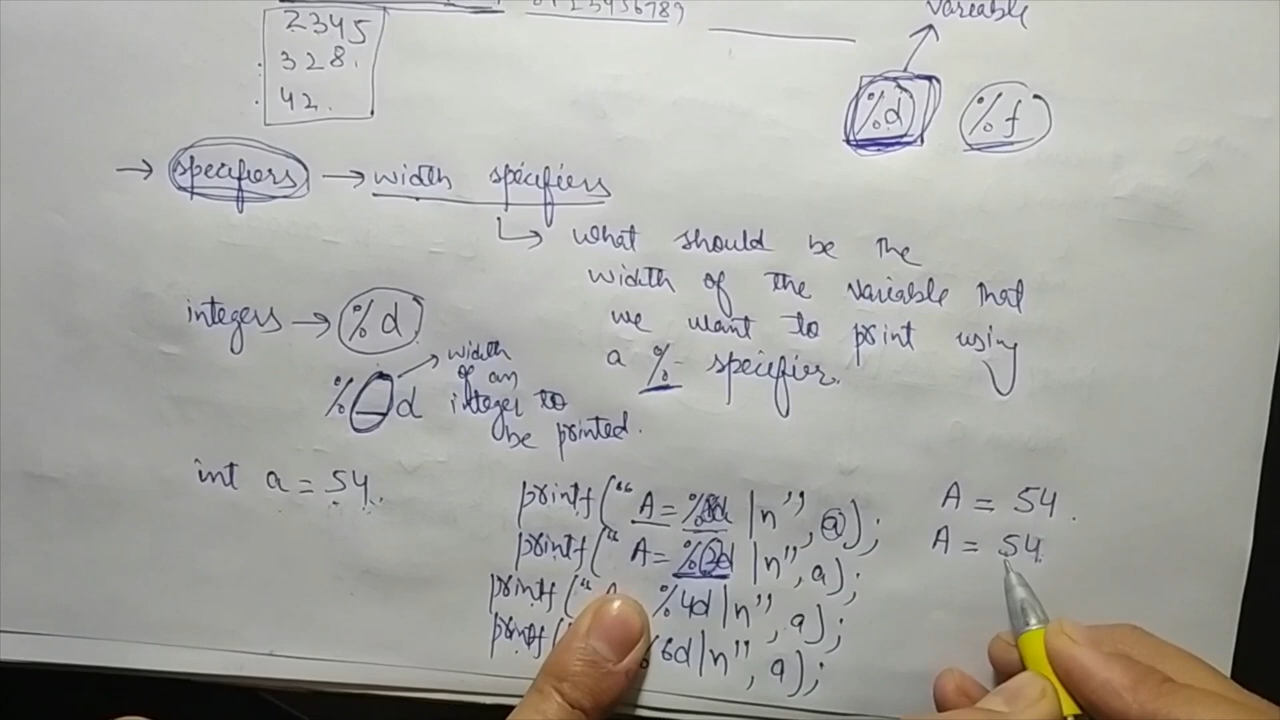 2345
328.
42.
variable
%d %f
→ specifiers → width specifiers
↳ what should be the
width of the variable that
we want to print using
a % specifier.
integers → %d
% _ d → width
of an
integer to
be printed.
int a = 54.
printf("A = %d \n", a);
printf("A = %2d \n", a);
printf(" %4d \n", a);
printf( 6d \n", a);
A = 54.
A = 54.